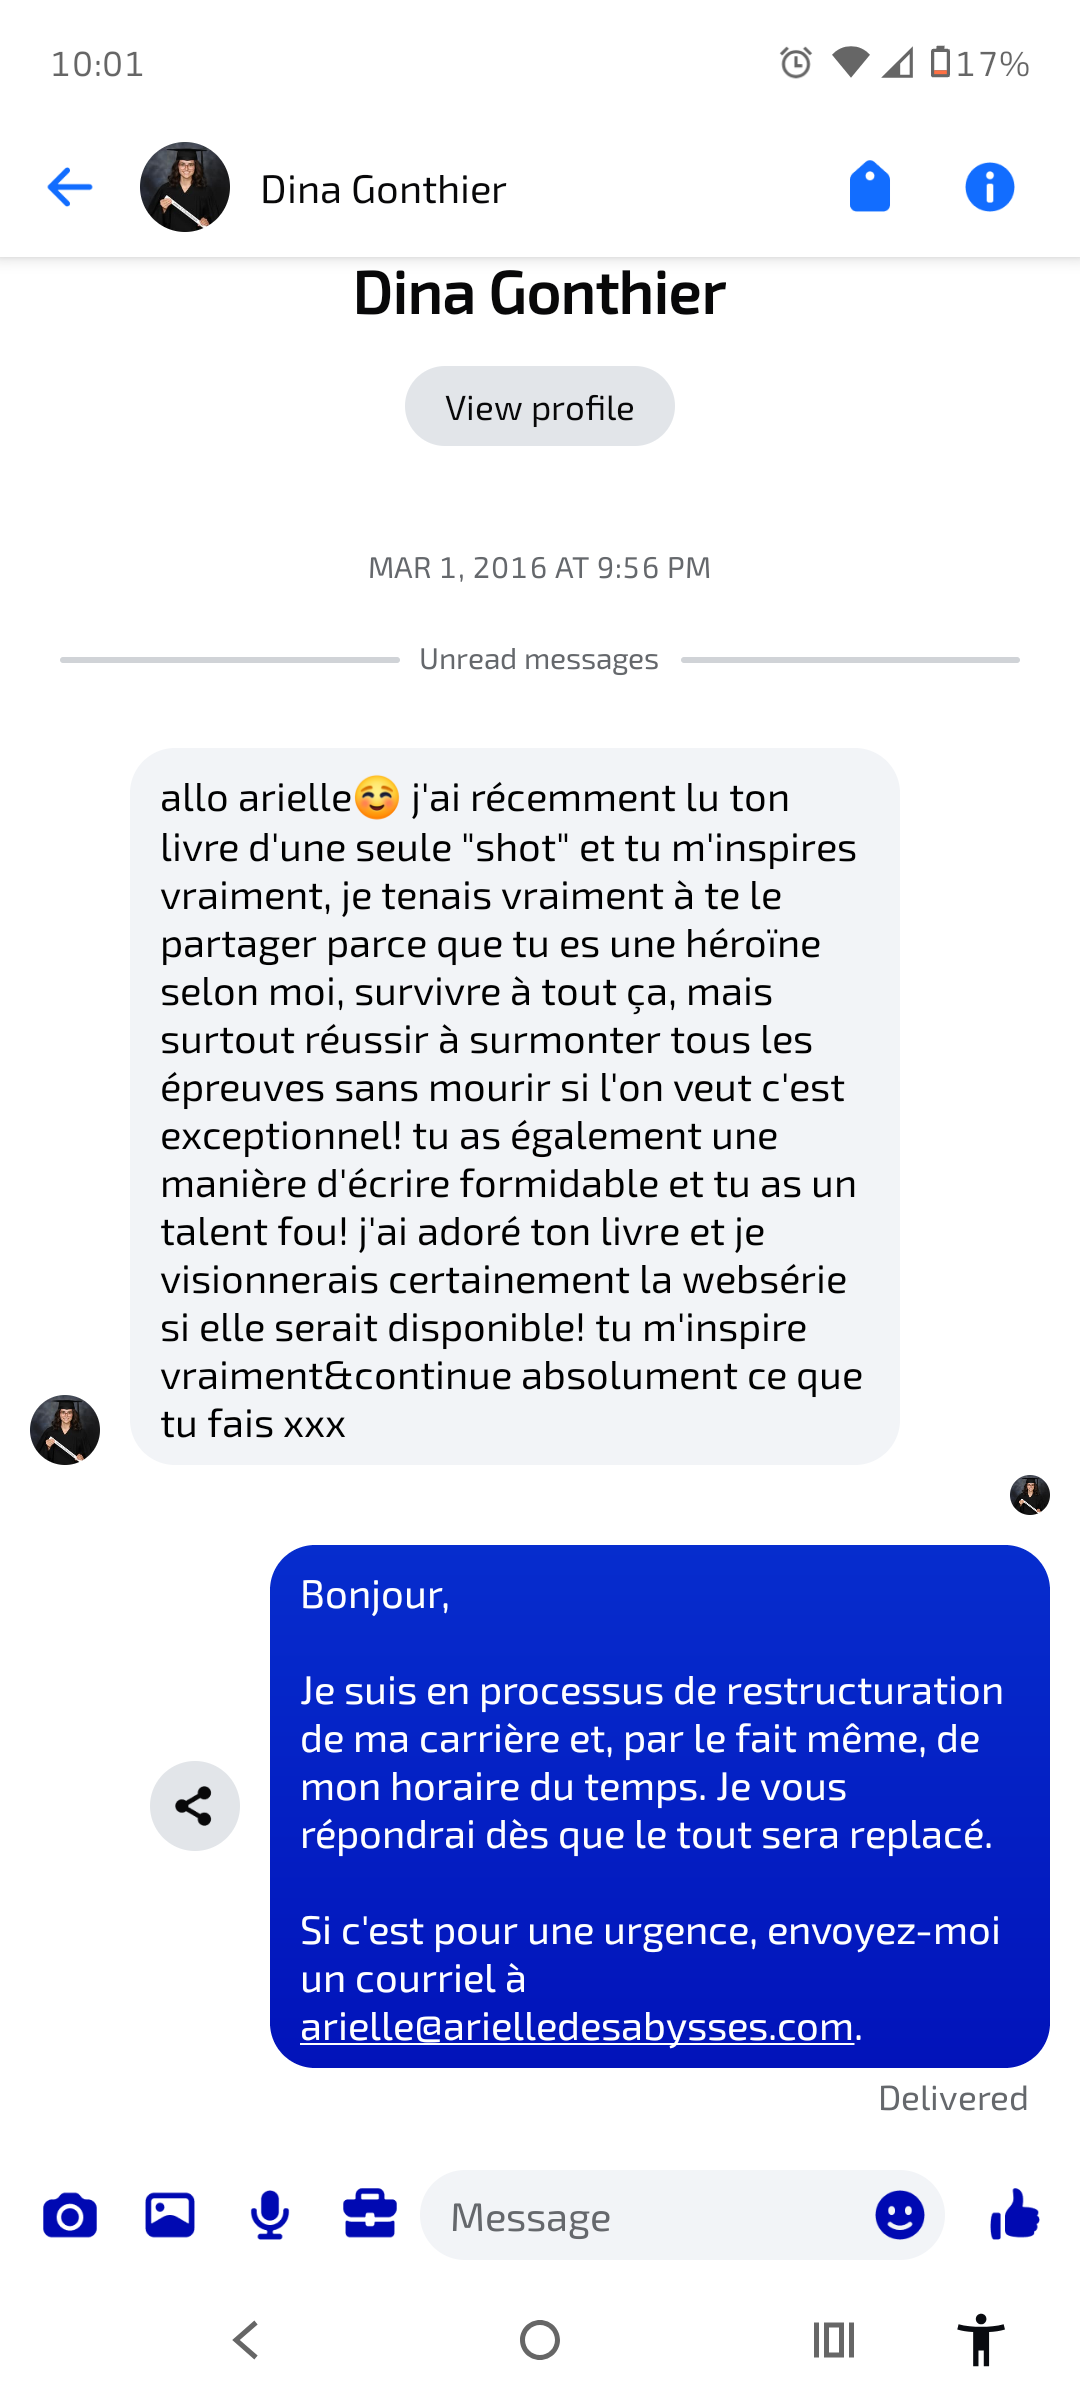 10:01
17%
Dina Gonthier
Dina Gonthier
View profile
MAR 1, 2016 AT 9:56 PM
Unread messages
allo arielle☺️ j'ai récemment lu ton
livre d'une seule "shot" et tu m'inspires
vraiment, je tenais vraiment à te le
partager parce que tu es une héroïne
selon moi, survivre à tout ça, mais
surtout réussir à surmonter tous les
épreuves sans mourir si l'on veut c'est
exceptionnel! tu as également une
manière d'écrire formidable et tu as un
talent fou! j'ai adoré ton livre et je
visionnerais certainement la websérie
si elle serait disponible! tu m'inspire
vraiment&continue absolument ce que
tu fais xxx
Bonjour,
Je suis en processus de restructuration
de ma carrière et, par le fait même, de
mon horaire du temps. Je vous
répondrai dès que le tout sera replacé.
Si c'est pour une urgence, envoyez-moi
un courriel à
arielle@arielledesabysses.com.
Delivered
Message